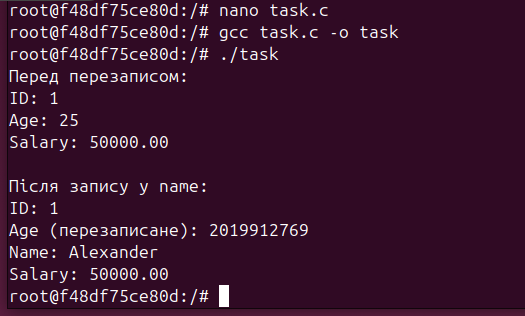 root@f48df75ce80d:/# nano task.c
root@f48df75ce80d:/# gcc task.c -o task
root@f48df75ce80d:/# ./task
Перед перезаписом:
ID: 1
Age: 25
Salary: 50000.00
Після запису у name:
ID: 1
Age (перезаписане): 2019912769
Name: Alexander
Salary: 50000.00
root@f48df75ce80d:/#